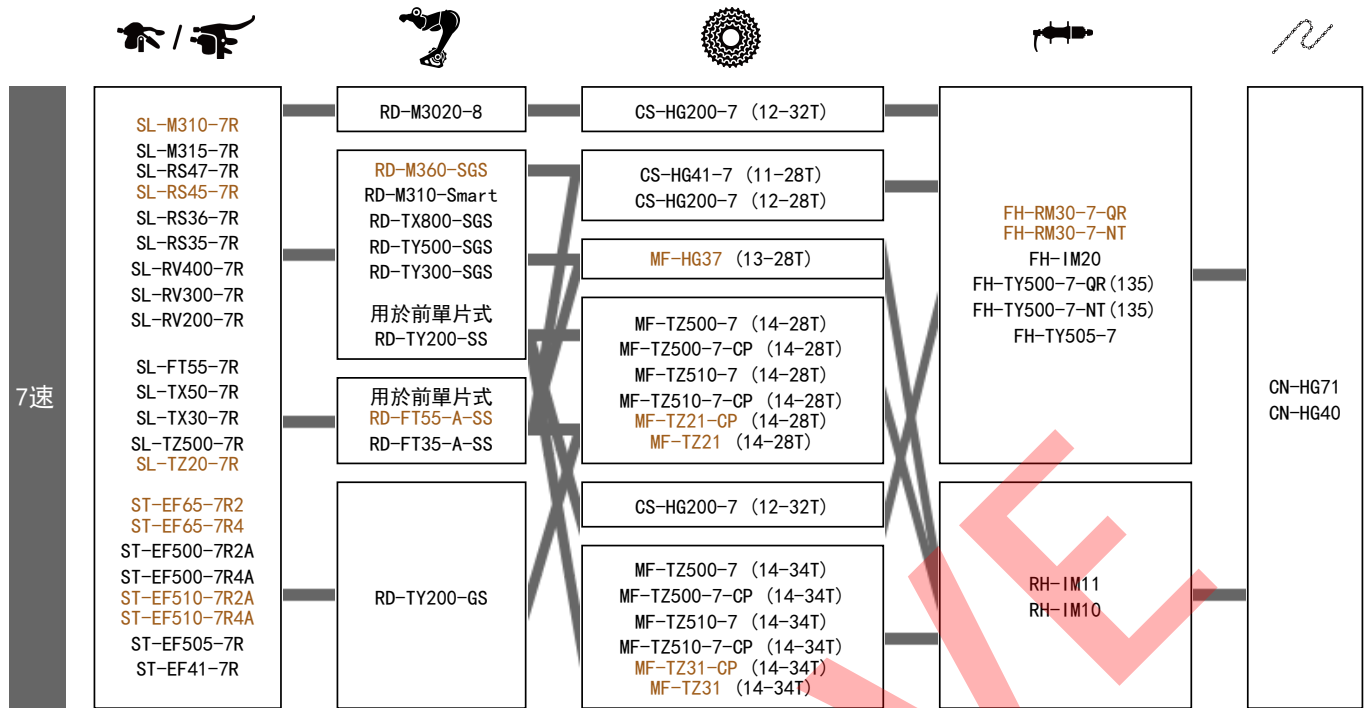 7速
SL-M310-7R
SL-M315-7R
SL-RS47-7R
SL-RS45-7R
SL-RS36-7R
SL-RS35-7R
SL-RV400-7R
SL-RV300-7R
SL-RV200-7R
SL-FT55-7R
SL-TX50-7R
SL-TX30-7R
SL-TZ500-7R
SL-TZ20-7R
ST-EF65-7R2
ST-EF65-7R4
ST-EF500-7R2A
ST-EF500-7R4A
ST-EF510-7R2A
ST-EF510-7R4A
ST-EF505-7R
ST-EF41-7R
RD-M3020-8
RD-M360-SGS
RD-M310-Smart
RD-TX800-SGS
RD-TY500-SGS
RD-TY300-SGS
用於前單片式
RD-TY200-SS
用於前單片式
RD-FT55-A-SS
RD-FT35-A-SS
RD-TY200-GS
CS-HG200-7 (12-32T)
CS-HG41-7 (11-28T)
CS-HG200-7 (12-28T)
MF-HG37 (13-28T)
MF-TZ500-7 (14-28T)
MF-TZ500-7-CP (14-28T)
MF-TZ510-7 (14-28T)
MF-TZ510-7-CP (14-28T)
MF-TZ21-CP (14-28T)
MF-TZ21 (14-28T)
CS-HG200-7 (12-32T)
MF-TZ500-7 (14-34T)
MF-TZ500-7-CP (14-34T)
MF-TZ510-7 (14-34T)
MF-TZ510-7-CP (14-34T)
MF-TZ31-CP (14-34T)
MF-TZ31 (14-34T)
FH-RM30-7-QR
FH-RM30-7-NT
FH-IM20
FH-TY500-7-QR(135)
FH-TY500-7-NT(135)
FH-TY505-7
RH-IM11
RH-IM10
CN-HG71
CN-HG40
VE